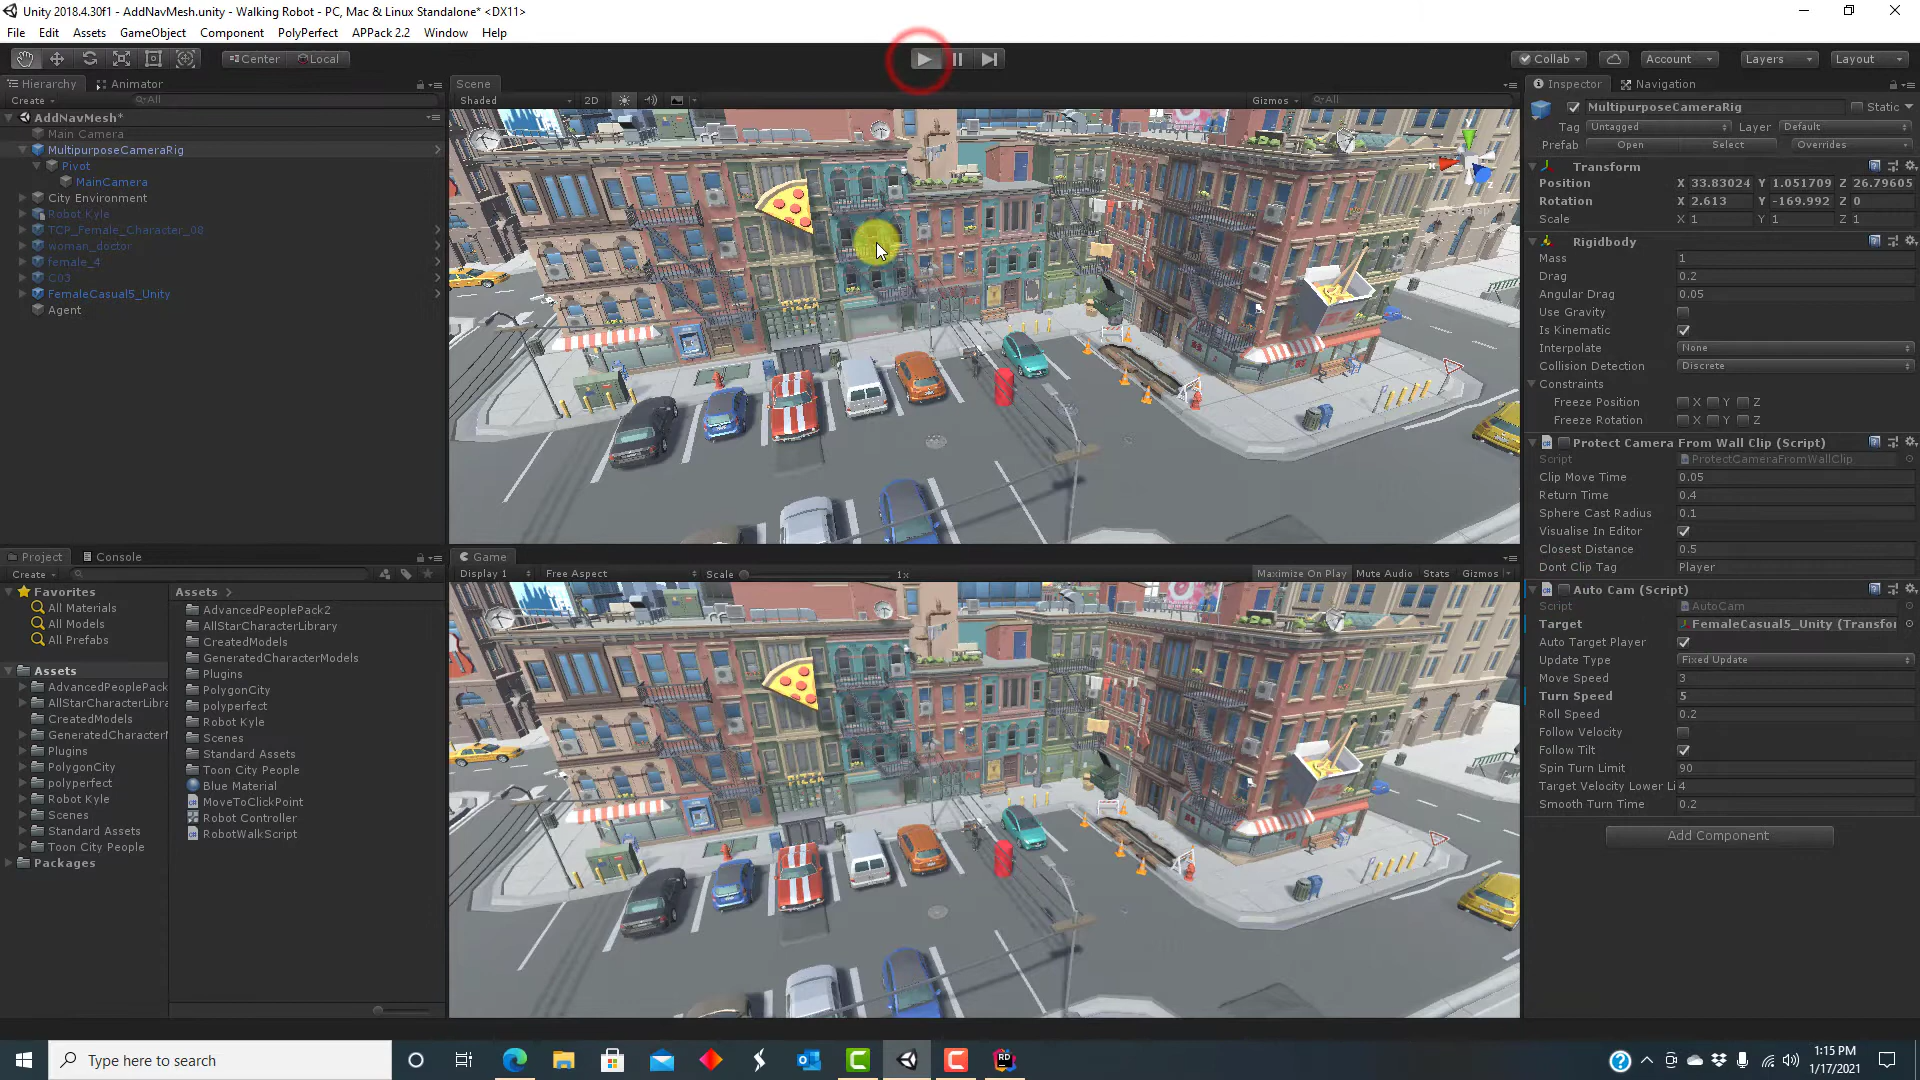 Unity 2018.4.30f1 - AddNavMesh.unity - Walking Robot - PC, Mac & Linux Standalone* <DX11>
File Edit Assets GameObject Component PolyPerfect APPack 2.2 Window Help
Center Local Collab Account Layers Layout
Hierarchy Animator
Create All
AddNavMesh*
Main Camera
MultipurposeCameraRig
Pivot
MainCamera
City Environment
Robot Kyle
TCP_Female_Character_08
woman_doctor
female_4
C03
FemaleCasual5_Unity
Agent
Scene
Shaded 2D Gizmos All
Y
X
Z
Project Console
Create
Favorites
All Materials
All Models
All Prefabs
Assets
AdvancedPeoplePack
AllStarCharacterLibra
CreatedModels
GeneratedCharacterM
Plugins
PolygonCity
polyperfect
Robot Kyle
Scenes
Standard Assets
Toon City People
Packages
Assets
AdvancedPeoplePack2
AllStarCharacterLibrary
CreatedModels
GeneratedCharacterModels
Plugins
PolygonCity
polyperfect
Robot Kyle
Scenes
Standard Assets
Toon City People
Blue Material
MoveToClickPoint
Robot Controller
RobotWalkScript
Game
Display 1 Free Aspect Scale 1x Maximize On Play Mute Audio Stats Gizmos
Inspector Navigation
MultipurposeCameraRig Static
Tag Untagged Layer Default
Prefab Open Select Overrides
Transform
Position X 33.83024 Y 1.051709 Z 26.79605
Rotation X 2.613 Y -169.992 Z 0
Scale X 1 Y 1 Z 1
Rigidbody
Mass 1
Drag 0.2
Angular Drag 0.05
Use Gravity
Is Kinematic
Interpolate None
Collision Detection Discrete
Constraints
Freeze Position X Y Z
Freeze Rotation X Y Z
Protect Camera From Wall Clip (Script)
Script ProtectCameraFromWallClip
Clip Move Time 0.05
Return Time 0.4
Sphere Cast Radius 0.1
Visualise In Editor
Closest Distance 0.5
Dont Clip Tag Player
Auto Cam (Script)
Script AutoCam
Target FemaleCasual5_Unity (Transfor
Auto Target Player
Update Type Fixed Update
Move Speed 3
Turn Speed 5
Roll Speed 0.2
Follow Velocity
Follow Tilt
Spin Turn Limit 90
Target Velocity Lower Li 4
Smooth Turn Time 0.2
Add Component
Type here to search
RD
1:15 PM
1/17/2021